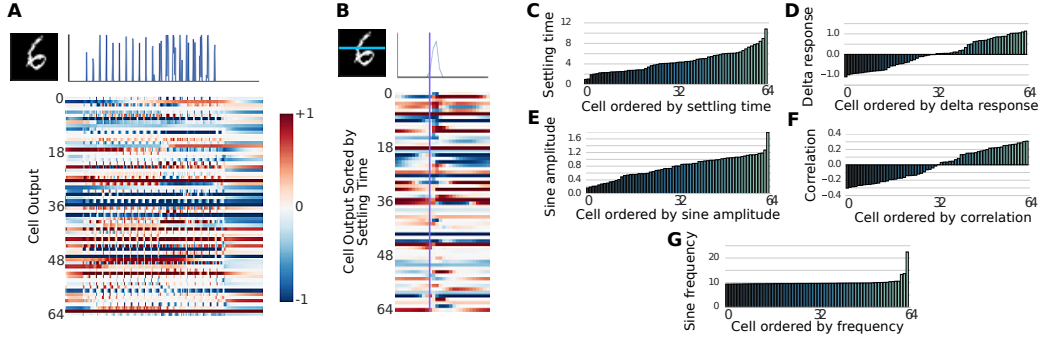 A
0
18
36
48
64
Cell Output
+1
0
-1
B
0
18
36
48
64
Cell Output Sorted by
Settling Time
C
12
8
4
0
Settling time
0
32
64
Cell ordered by settling time
D
1.0
0.0
−1.0
Delta response
0
32
64
Cell ordered by delta response
E
1.6
1.2
0.8
0.4
0.0
Sine amplitude
0
32
64
Cell ordered by sine amplitude
F
0.4
0.2
0.0
−0.2
−0.4
Correlation
0
32
64
Cell ordered by correlation
G
20
10
0
Sine frequency
0
32
64
Cell ordered by frequency